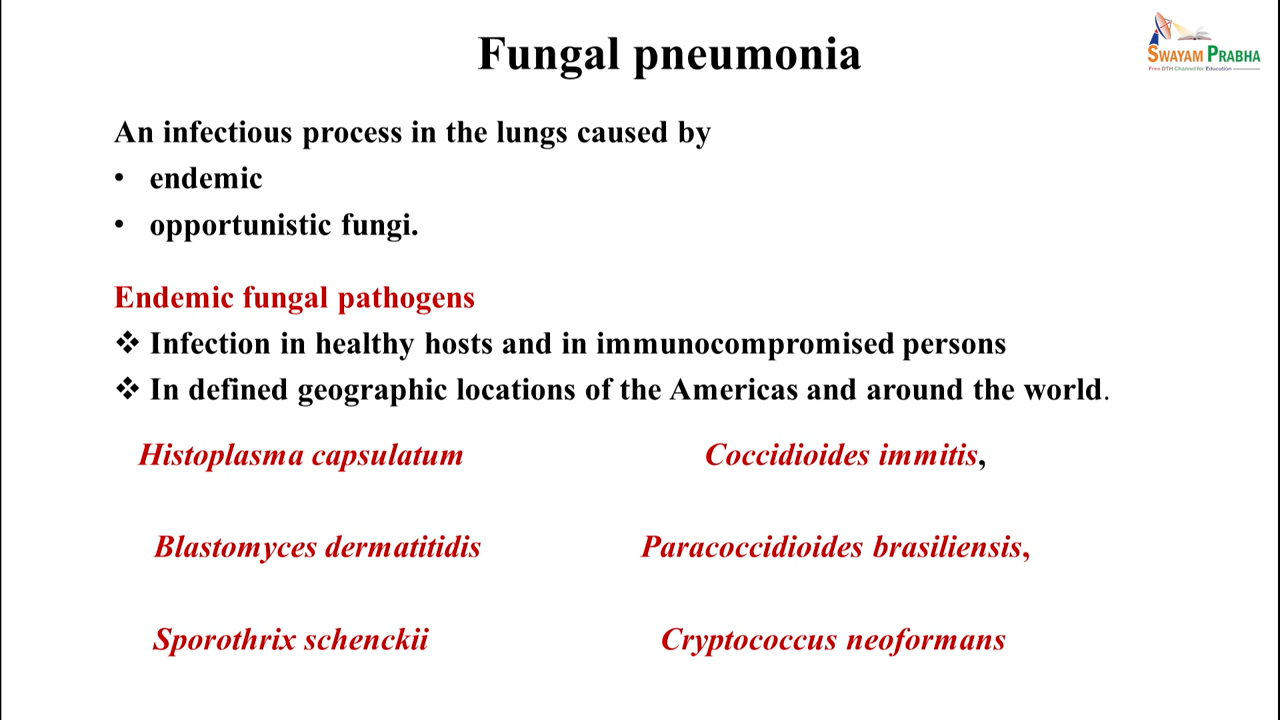 Fungal pneumonia
SWAYAM PRABHA
Free DTH Channel for Education
An infectious process in the lungs caused by
• endemic
• opportunistic fungi.
Endemic fungal pathogens
❖ Infection in healthy hosts and in immunocompromised persons
❖ In defined geographic locations of the Americas and around the world.
Histoplasma capsulatum
Coccidioides immitis,
Blastomyces dermatitidis
Paracoccidioides brasiliensis,
Sporothrix schenckii
Cryptococcus neoformans